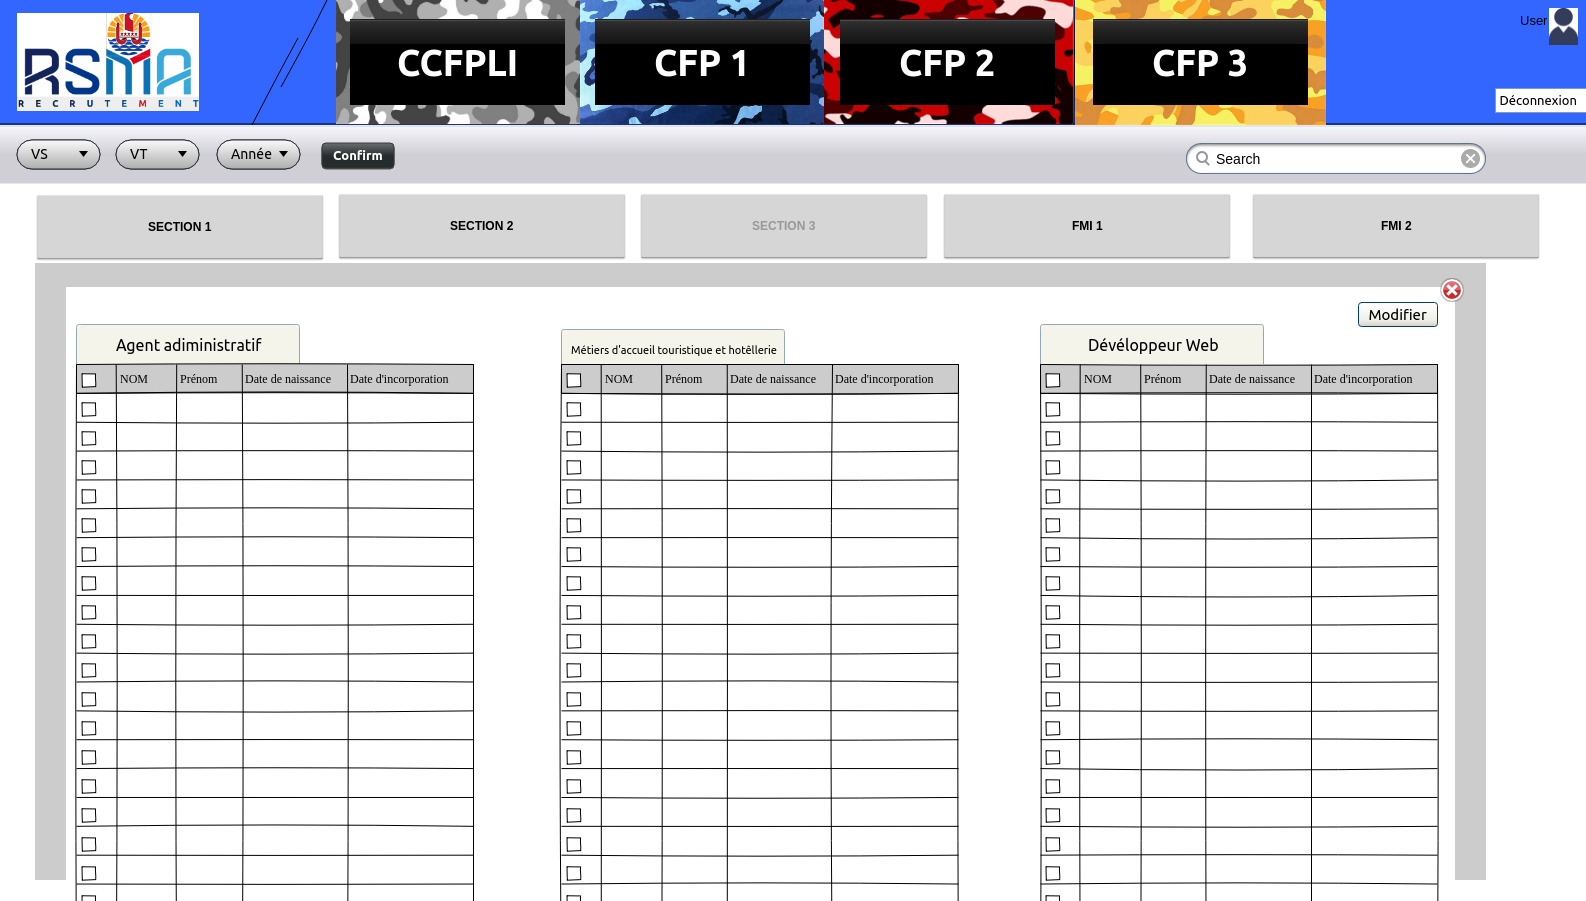 RSMA
RECRUTEMENT
CCFPLI
CFP 1
CFP 2
CFP 3
User
Déconnexion
VS
VT
Année
Confirm
Search
SECTION 1
SECTION 2
SECTION 3
FMI 1
FMI 2
Modifier
Agent adiministratif
Métiers d'accueil touristique et hotêllerie
Dévéloppeur Web
NOM Prénom Date de naissance Date d'incorporation
NOM Prénom Date de naissance Date d'incorporation
NOM Prénom Date de naissance Date d'incorporation